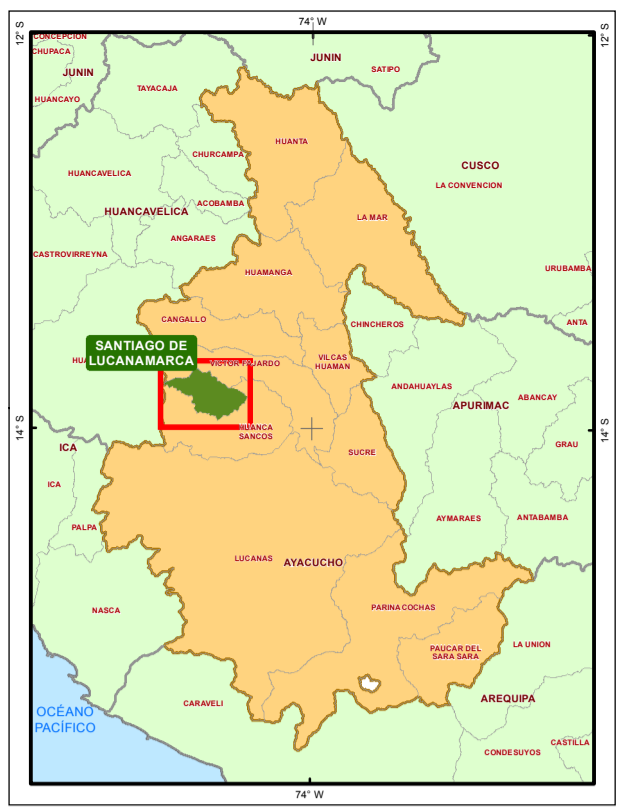 74° W
12° S
12° S
CONCEPCION
CHUPACA
JUNIN
JUNIN
SATIPO
HUANCAYO
TAYACAJA
HUANTA
CHURCAMPA
CUSCO
HUANCAVELICA
LA CONVENCION
ACOBAMBA
HUANCAVELICA
LA MAR
ANGARAES
CASTROVIRREYNA
URUBAMBA
HUAMANGA
CANGALLO
CHINCHEROS
ANTA
SANTIAGO DE
LUCANAMARCA
VICTOR FAJARDO
VILCAS
HUAMAN
ANDAHUAYLAS
ABANCAY
APURIMAC
14° S
14° S
HUANCA
SANCOS
GRAU
ICA
SUCRE
ICA
AYMARAES
ANTABAMBA
PALPA
LUCANAS
AYACUCHO
NASCA
PARINACOCHAS
LA UNION
PAUCAR DEL
SARA SARA
CARAVELI
AREQUIPA
OCÉANO
PACÍFICO
CASTILLA
CONDESUYOS
74° W